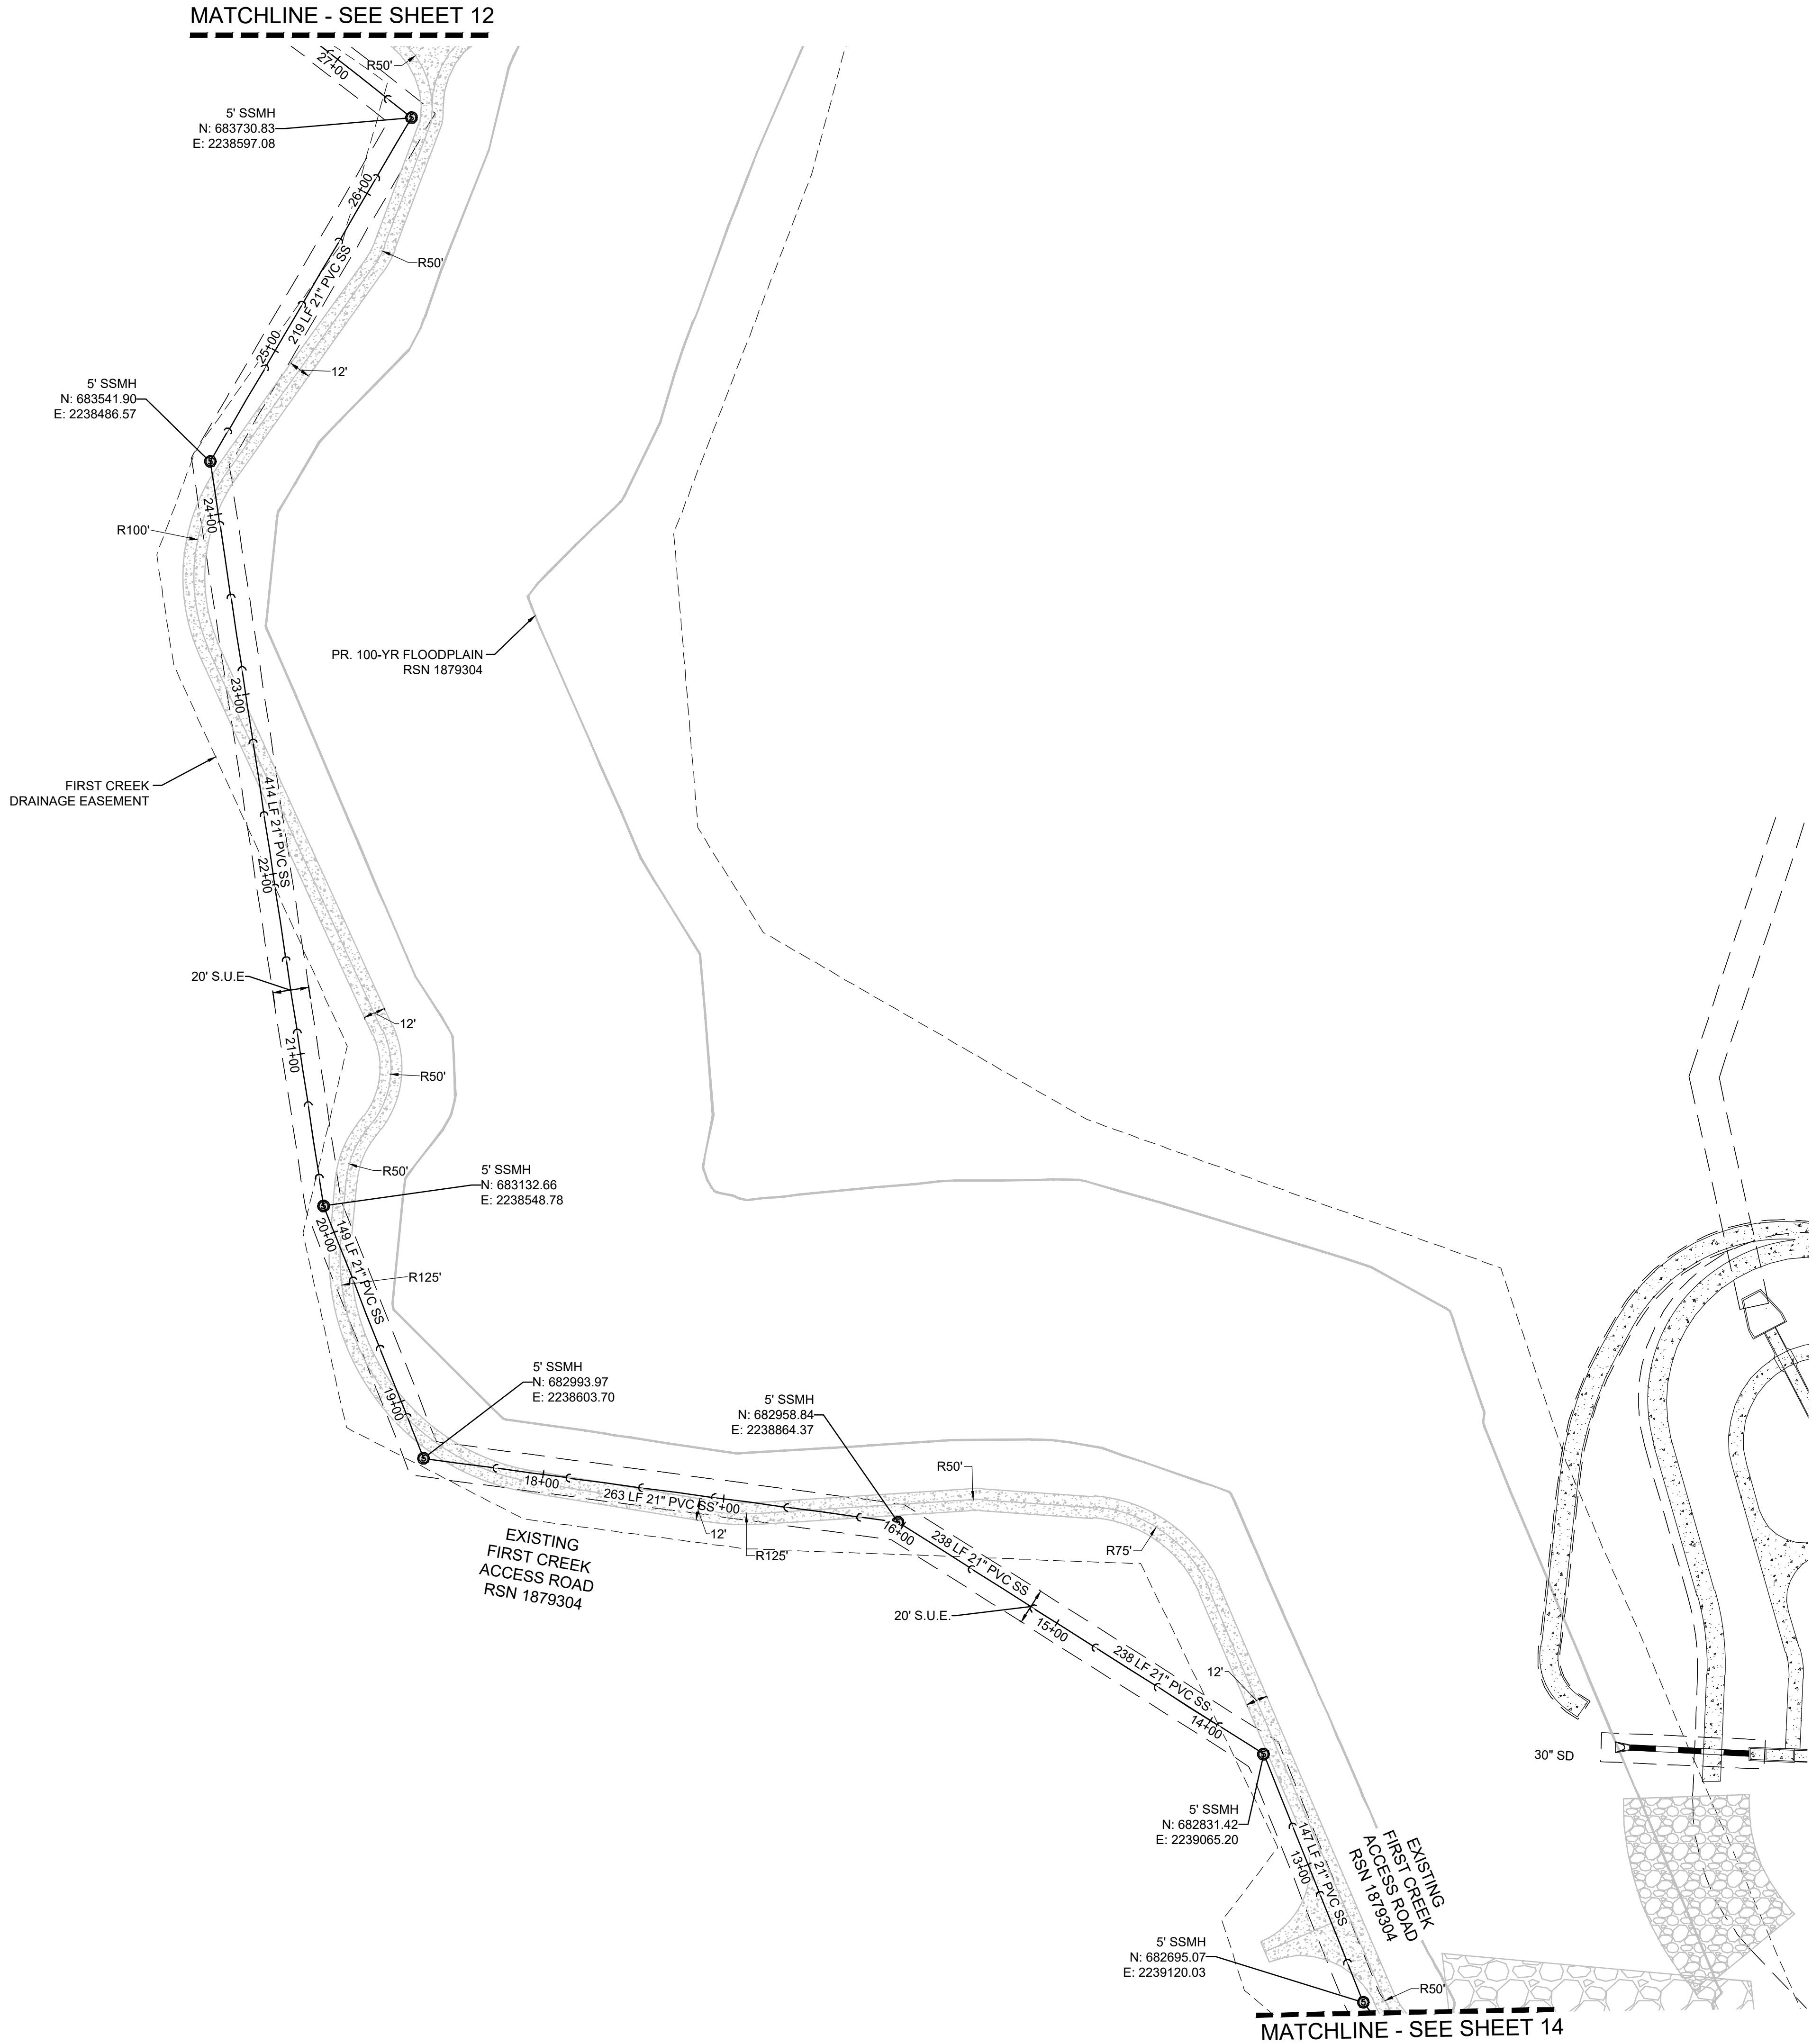 MATCHLINE - SEE SHEET 12
27+00
R50'
5' SSMH
N: 683730.83
E: 2238597.08
26+00
R50'
219 LF 21" PVC SS
25+00
12'
5' SSMH
N: 683541.90
E: 2238486.57
24+00
R100'
PR. 100-YR FLOODPLAIN
RSN 1879304
23+00
FIRST CREEK
DRAINAGE EASEMENT
414 LF 21" PVC SS
22+00
20' S.U.E
12'
21+00
R50'
R50'
5' SSMH
N: 683132.66
E: 2238548.78
20+00
149 LF 21" PVC SS
R125'
5' SSMH
N: 682993.97
E: 2238603.70
19+00
5' SSMH
N: 682958.84
E: 2238864.37
R50'
18+00
263 LF 21" PVC SS
+00
12'
R125'
16+00
238 LF 21" PVC SS
R75'
EXISTING
FIRST CREEK
ACCESS ROAD
RSN 1879304
20' S.U.E.
15+00
238 LF 21" PVC SS
12'
14+00
30" SD
5' SSMH
N: 682831.42
E: 2239065.20
147 LF 21" PVC SS
13+00
EXISTING
FIRST CREEK
ACCESS ROAD
RSN 1879304
5' SSMH
N: 682695.07
E: 2239120.03
R50'
MATCHLINE - SEE SHEET 14